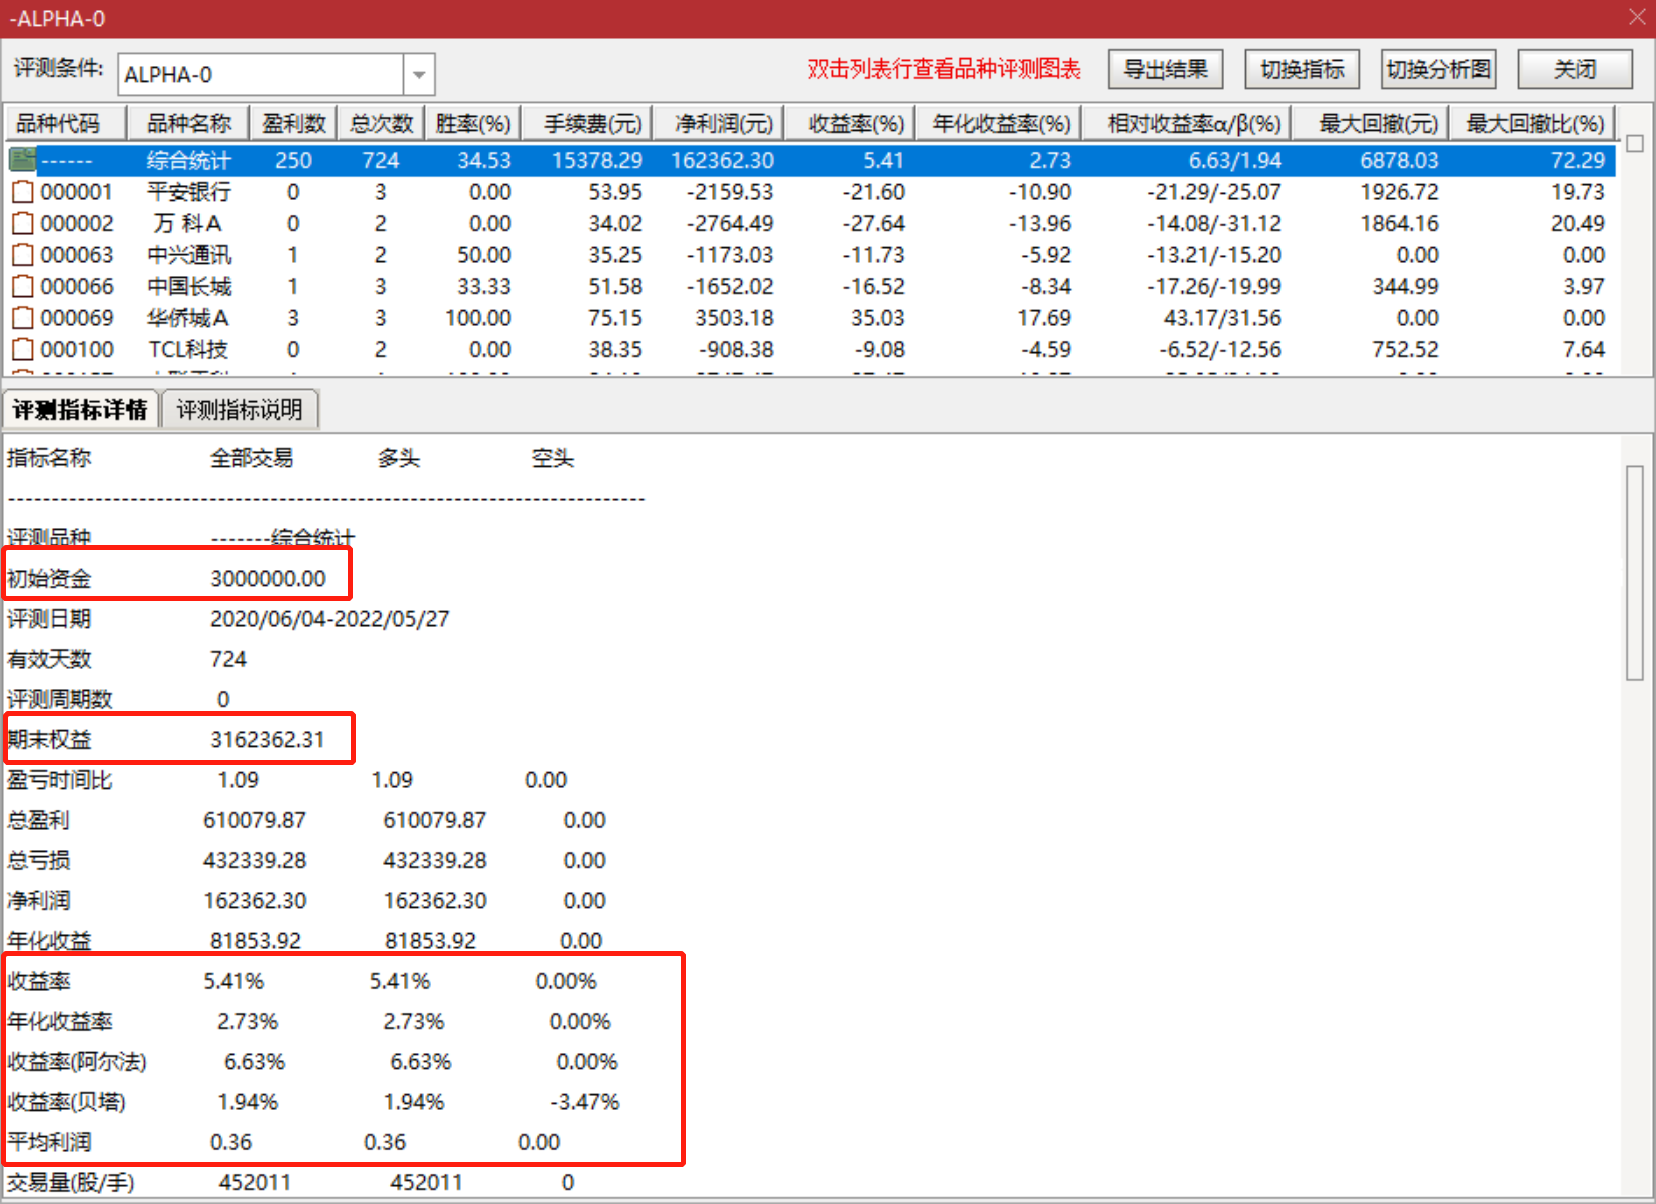 -ALPHA-0
评测条件: ALPHA-0 双击列表行查看品种评测图表 导出结果 切换指标 切换分析图 关闭
品种代码 品种名称 盈利数 总次数 胜率(%) 手续费(元) 净利润(元) 收益率(%) 年化收益率(%) 相对收益率α/β(%) 最大回撤(元) 最大回撤比(%)
------ 综合统计 250 724 34.53 15378.29 162362.30 5.41 2.73 6.63/1.94 6878.03 72.29
000001 平安银行 0 3 0.00 53.95 -2159.53 -21.60 -10.90 -21.29/-25.07 1926.72 19.73
000002 万 科A 0 2 0.00 34.02 -2764.49 -27.64 -13.96 -14.08/-31.12 1864.16 20.49
000063 中兴通讯 1 2 50.00 35.25 -1173.03 -11.73 -5.92 -13.21/-15.20 0.00 0.00
000066 中国长城 1 3 33.33 51.58 -1652.02 -16.52 -8.34 -17.26/-19.99 344.99 3.97
000069 华侨城A 3 3 100.00 75.15 3503.18 35.03 17.69 43.17/31.56 0.00 0.00
000100 TCL科技 0 2 0.00 38.35 -908.38 -9.08 -4.59 -6.52/-12.56 752.52 7.64
评测指标详情 评测指标说明
指标名称 全部交易 多头 空头
------------------------------------------------------------------------
评测品种 -------综合统计
初始资金 3000000.00
评测日期 2020/06/04-2022/05/27
有效天数 724
评测周期数 0
期末权益 3162362.31
盈亏时间比 1.09 1.09 0.00
总盈利 610079.87 610079.87 0.00
总亏损 432339.28 432339.28 0.00
净利润 162362.30 162362.30 0.00
年化收益 81853.92 81853.92 0.00
收益率 5.41% 5.41% 0.00%
年化收益率 2.73% 2.73% 0.00%
收益率(阿尔法) 6.63% 6.63% 0.00%
收益率(贝塔) 1.94% 1.94% -3.47%
平均利润 0.36 0.36 0.00
交易量(股/手) 452011 452011 0